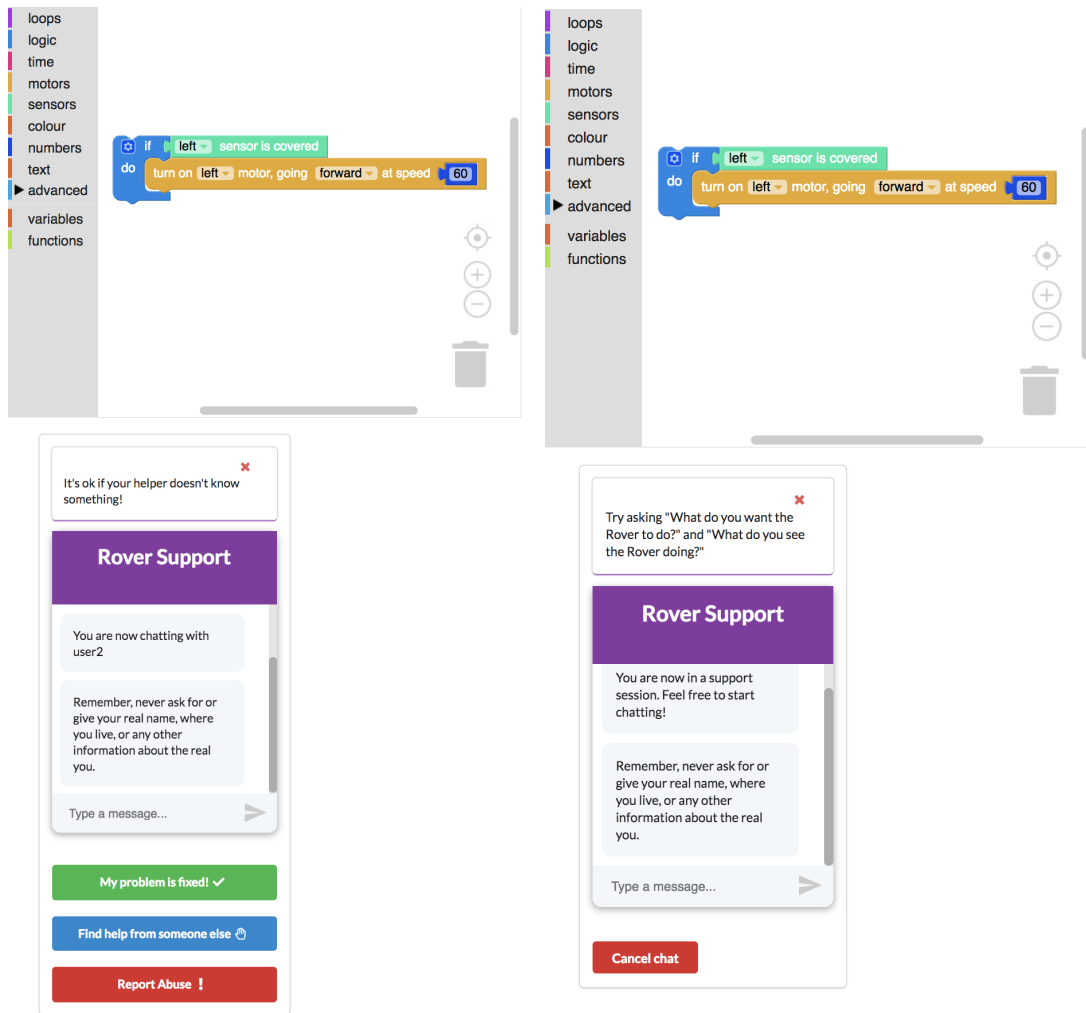 loops
logic
time
motors
sensors
colour
numbers
text
advanced
variables
functions
if left sensor is covered
do turn on left motor, going forward at speed 60
It's ok if your helper doesn't know
something!
Rover Support
You are now chatting with
user2
Remember, never ask for or
give your real name, where
you live, or any other
information about the real
you.
Type a message...
My problem is fixed!
Find help from someone else
Report Abuse
loops
logic
time
motors
sensors
colour
numbers
text
advanced
variables
functions
if left sensor is covered
do turn on left motor, going forward at speed 60
Try asking "What do you want the
Rover to do?" and "What do you see
the Rover doing?"
Rover Support
You are now in a support
session. Feel free to start
chatting!
Remember, never ask for or
give your real name, where
you live, or any other
information about the real
you.
Type a message...
Cancel chat